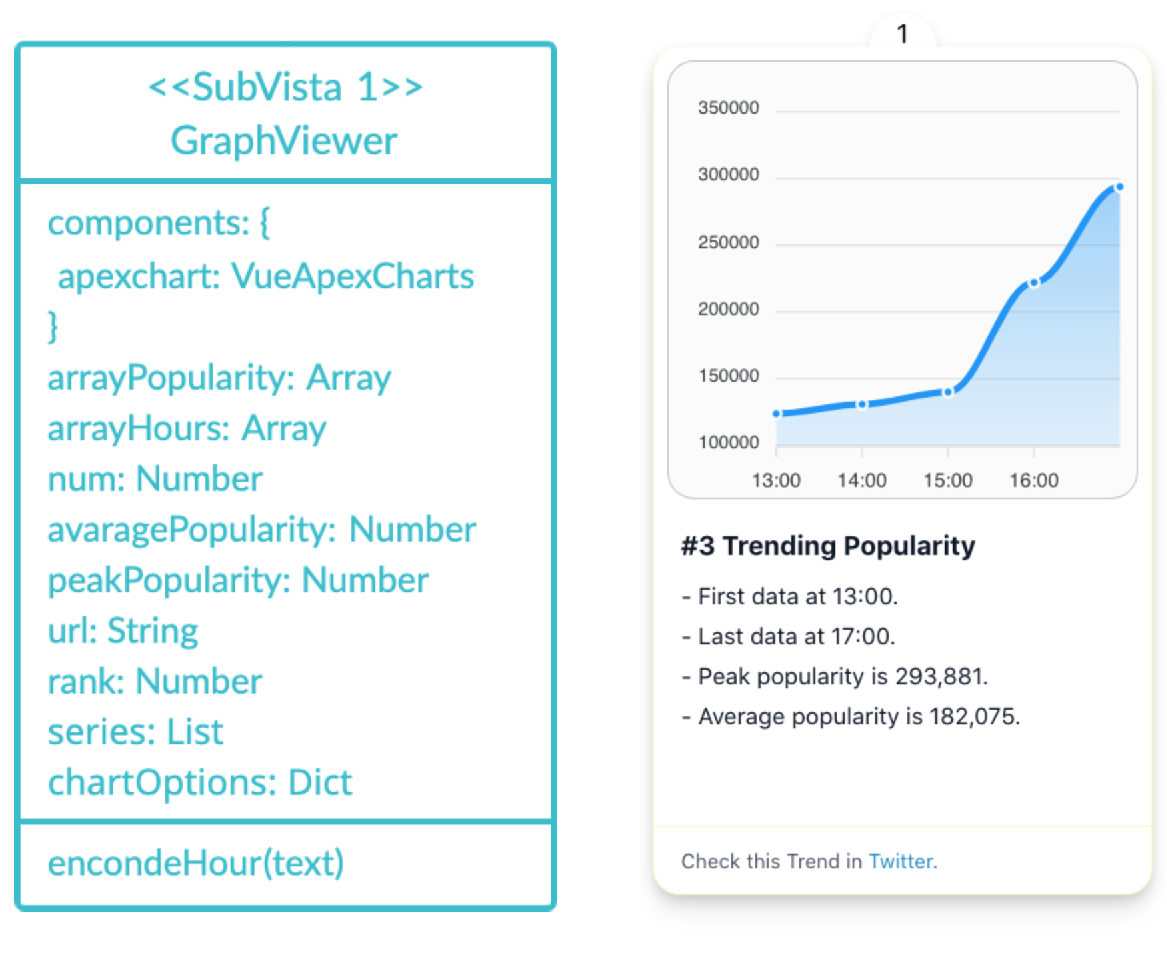 <<SubVista 1>>
GraphViewer
components: {
apexchart: VueApexCharts
}
arrayPopularity: Array
arrayHours: Array
num: Number
avaragePopularity: Number
peakPopularity: Number
url: String
rank: Number
series: List
chartOptions: Dict
encondeHour(text)
1
350000
300000
250000
200000
150000
100000
13:00 14:00 15:00 16:00
#3 Trending Popularity
- First data at 13:00.
- Last data at 17:00.
- Peak popularity is 293,881.
- Average popularity is 182,075.
Check this Trend in Twitter.